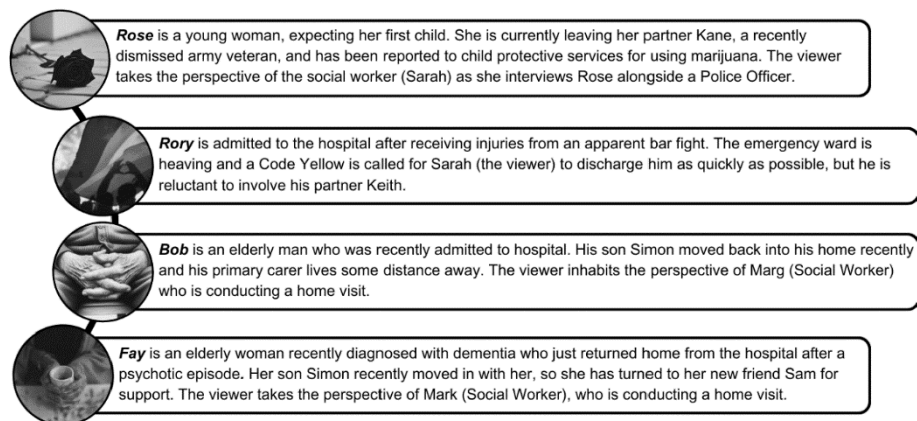 Rose is a young woman, expecting her first child. She is currently leaving her partner Kane, a recently
dismissed army veteran, and has been reported to child protective services for using marijuana. The viewer
takes the perspective of the social worker (Sarah) as she interviews Rose alongside a Police Officer.
Rory is admitted to the hospital after receiving injuries from an apparent bar fight. The emergency ward is
heaving and a Code Yellow is called for Sarah (the viewer) to discharge him as quickly as possible, but he is
reluctant to involve his partner Keith.
Bob is an elderly man who was recently admitted to hospital. His son Simon moved back into his home recently
and his primary carer lives some distance away. The viewer inhabits the perspective of Marg (Social Worker)
who is conducting a home visit.
Fay is an elderly woman recently diagnosed with dementia who just returned home from the hospital after a
psychotic episode. Her son Simon recently moved in with her, so she has turned to her new friend Sam for
support. The viewer takes the perspective of Mark (Social Worker), who is conducting a home visit.